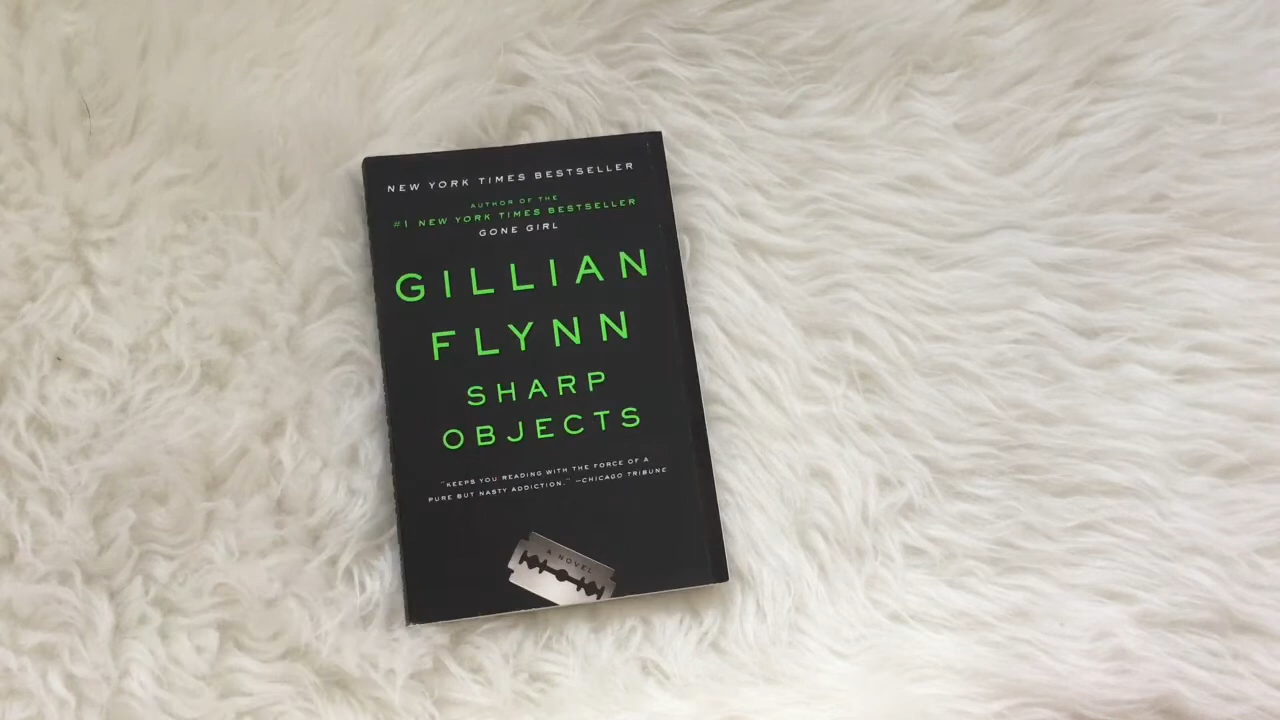 NEW YORK TIMES BESTSELLER
AUTHOR OF THE
#1 NEW YORK TIMES BESTSELLER
GONE GIRL
GILLIAN
FLYNN
SHARP
OBJECTS
"KEEPS YOU READING WITH THE FORCE OF A
PURE BUT NASTY ADDICTION." —CHICAGO TRIBUNE
A NOVEL